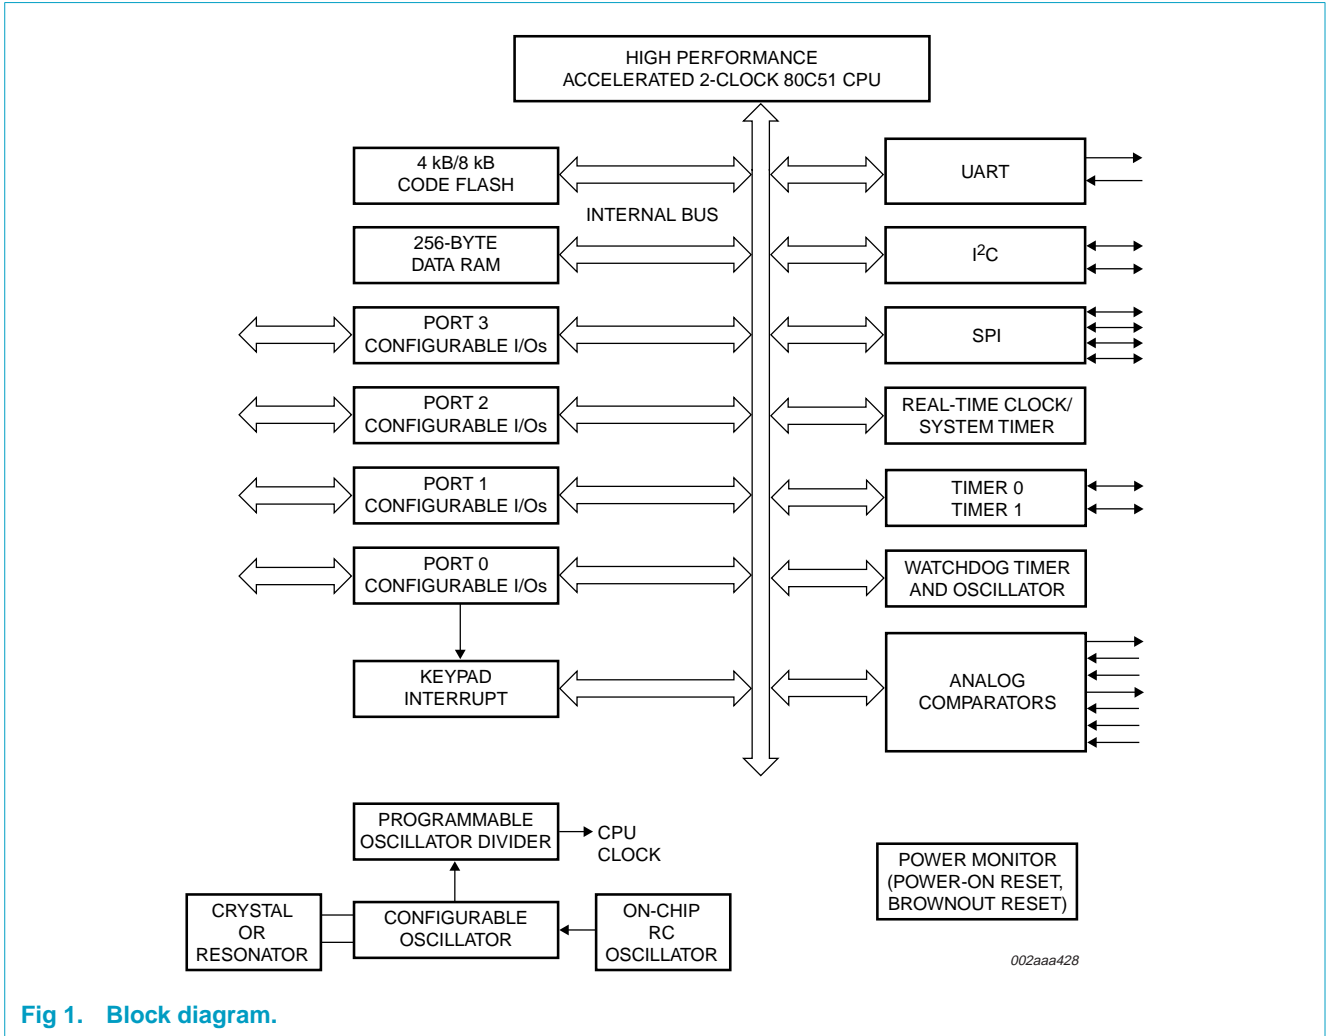 HIGH PERFORMANCE
ACCELERATED 2-CLOCK 80C51 CPU
4 kB/8 kB
CODE FLASH
UART
INTERNAL BUS
256-BYTE
DATA RAM
I²C
PORT 3
CONFIGURABLE I/Os
SPI
PORT 2
CONFIGURABLE I/Os
REAL-TIME CLOCK/
SYSTEM TIMER
PORT 1
CONFIGURABLE I/Os
TIMER 0
TIMER 1
PORT 0
CONFIGURABLE I/Os
WATCHDOG TIMER
AND OSCILLATOR
KEYPAD
INTERRUPT
ANALOG
COMPARATORS
PROGRAMMABLE
OSCILLATOR DIVIDER
CPU
CLOCK
POWER MONITOR
(POWER-ON RESET,
BROWNOUT RESET)
CRYSTAL
OR
RESONATOR
CONFIGURABLE
OSCILLATOR
ON-CHIP
RC
OSCILLATOR
002aaa428
Fig 1. Block diagram.